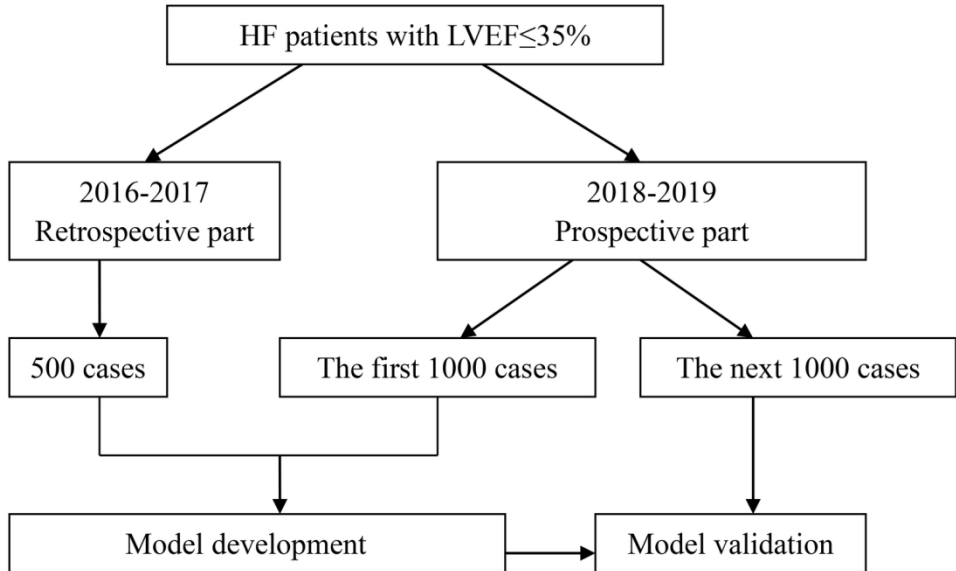 HF patients with LVEF≤35%
2016-2017
Retrospective part
2018-2019
Prospective part
500 cases
The first 1000 cases
The next 1000 cases
Model development
Model validation